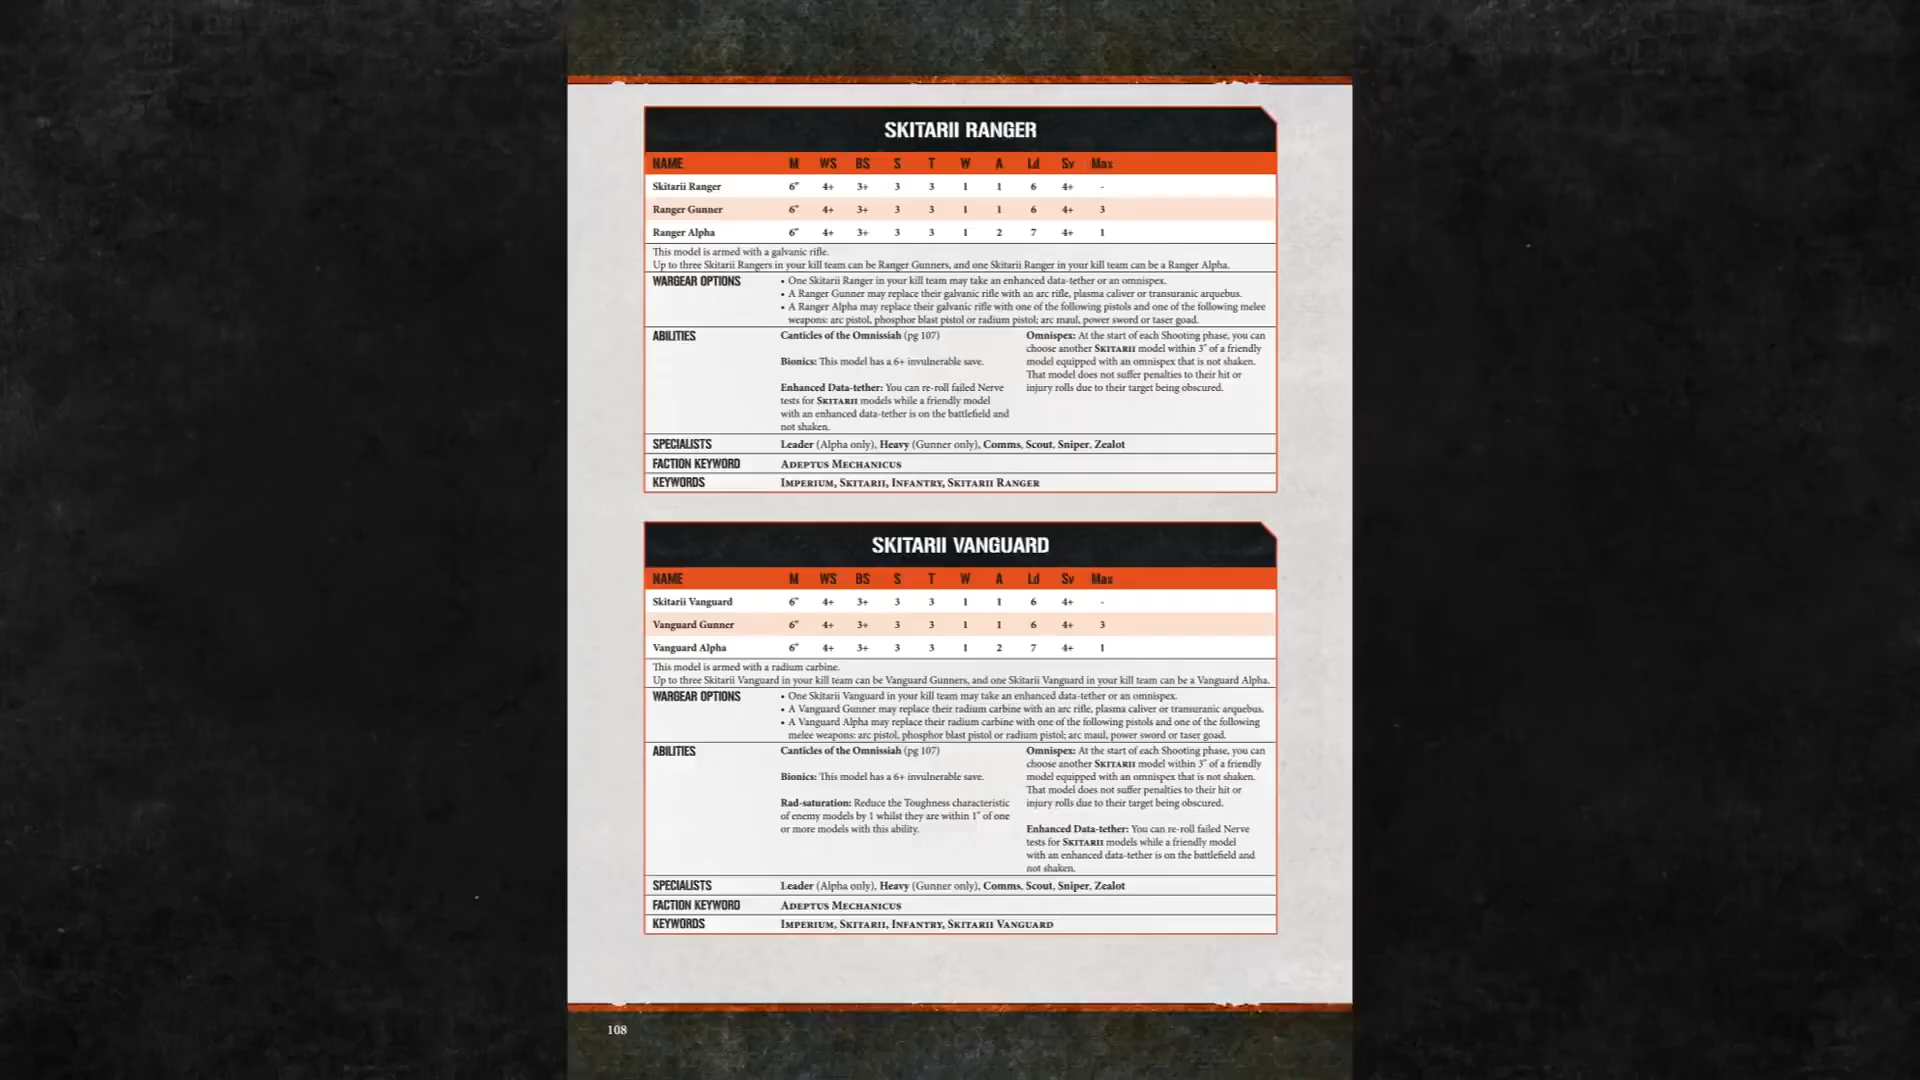 SKITARII RANGER
NAME M WS BS S T W A Ld Sv Max
Skitarii Ranger 6" 4+ 3+ 3 3 1 1 6 4+ -
Ranger Gunner 6" 4+ 3+ 3 3 1 1 6 4+ 3
Ranger Alpha 6" 4+ 3+ 3 3 1 2 7 4+ 1
This model is armed with a galvanic rifle.
Up to three Skitarii Rangers in your kill team can be Ranger Gunners, and one Skitarii Ranger in your kill team can be a Ranger Alpha.
WARGEAR OPTIONS
• One Skitarii Ranger in your kill team may take an enhanced data-tether or an omnispex.
• A Ranger Gunner may replace their galvanic rifle with an arc rifle, plasma caliver or transuranic arquebus.
• A Ranger Alpha may replace their galvanic rifle with one of the following pistols and one of the following melee
weapons: arc pistol, phosphor blast pistol or radium pistol; arc maul, power sword or taser goad.
ABILITIES
Canticles of the Omnissiah (pg 107)
Bionics: This model has a 6+ invulnerable save.
Enhanced Data-tether: You can re-roll failed Nerve
tests for SKITARII models while a friendly model
with an enhanced data-tether is on the battlefield and
not shaken.
Omnispex: At the start of each Shooting phase, you can
choose another SKITARII model within 3" of a friendly
model equipped with an omnispex that is not shaken.
That model does not suffer penalties to their hit or
injury rolls due to their target being obscured.
SPECIALISTS Leader (Alpha only), Heavy (Gunner only), Comms, Scout, Sniper, Zealot
FACTION KEYWORD ADEPTUS MECHANICUS
KEYWORDS IMPERIUM, SKITARII, INFANTRY, SKITARII RANGER
SKITARII VANGUARD
NAME M WS BS S T W A Ld Sv Max
Skitarii Vanguard 6" 4+ 3+ 3 3 1 1 6 4+ -
Vanguard Gunner 6" 4+ 3+ 3 3 1 1 6 4+ 3
Vanguard Alpha 6" 4+ 3+ 3 3 1 2 7 4+ 1
This model is armed with a radium carbine.
Up to three Skitarii Vanguard in your kill team can be Vanguard Gunners, and one Skitarii Vanguard in your kill team can be a Vanguard Alpha.
WARGEAR OPTIONS
• One Skitarii Vanguard in your kill team may take an enhanced data-tether or an omnispex.
• A Vanguard Gunner may replace their radium carbine with an arc rifle, plasma caliver or transuranic arquebus.
• A Vanguard Alpha may replace their radium carbine with one of the following pistols and one of the following
melee weapons: arc pistol, phosphor blast pistol or radium pistol; arc maul, power sword or taser goad.
ABILITIES
Canticles of the Omnissiah (pg 107)
Bionics: This model has a 6+ invulnerable save.
Rad-saturation: Reduce the Toughness characteristic
of enemy models by 1 whilst they are within 1" of one
or more models with this ability.
Omnispex: At the start of each Shooting phase, you can
choose another SKITARII model within 3" of a friendly
model equipped with an omnispex that is not shaken.
That model does not suffer penalties to their hit or
injury rolls due to their target being obscured.
Enhanced Data-tether: You can re-roll failed Nerve
tests for SKITARII models while a friendly model
with an enhanced data-tether is on the battlefield and
not shaken.
SPECIALISTS Leader (Alpha only), Heavy (Gunner only), Comms, Scout, Sniper, Zealot
FACTION KEYWORD ADEPTUS MECHANICUS
KEYWORDS IMPERIUM, SKITARII, INFANTRY, SKITARII VANGUARD
108